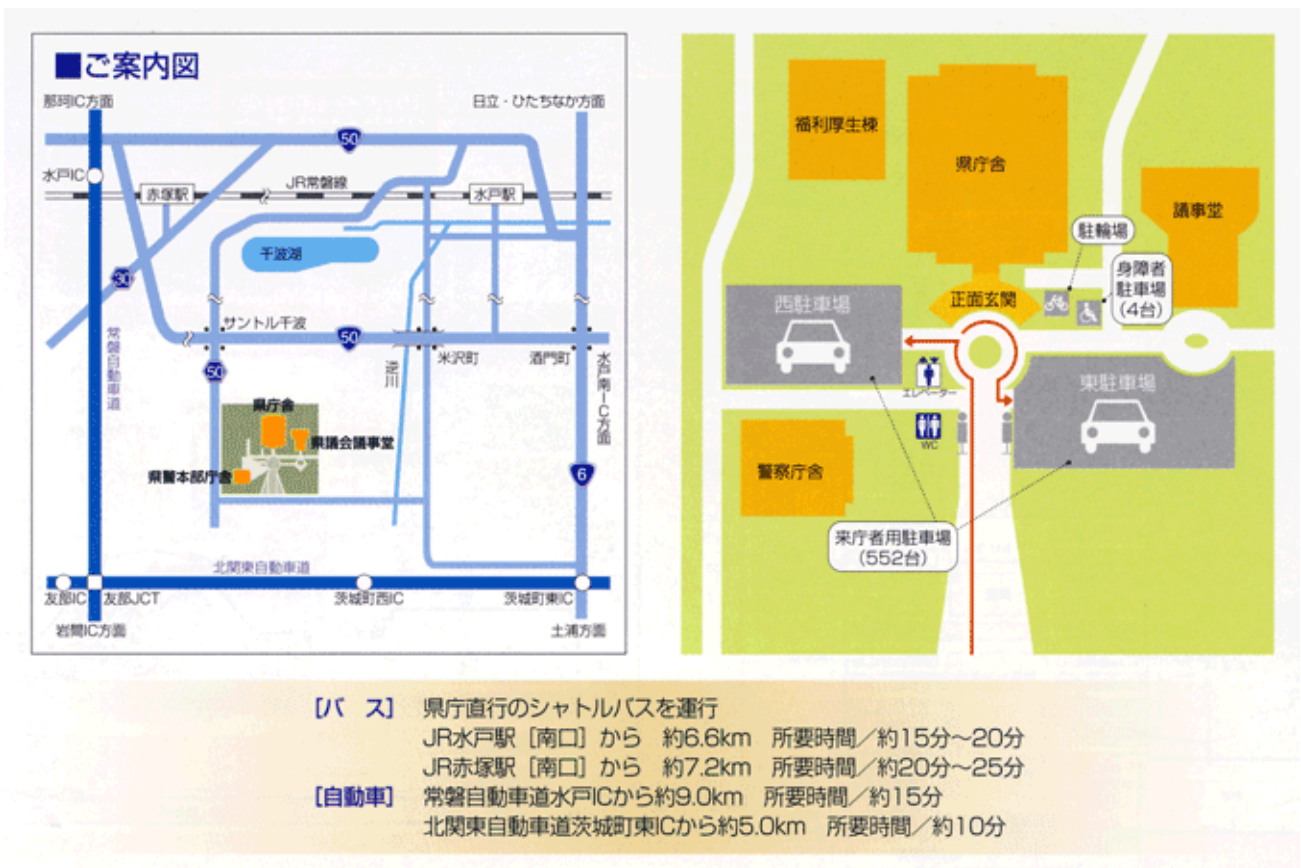 ■ご案内図
那珂IC方面
日立・ひたちなか方面
50
水戸IC
赤塚駅
JR常磐線
水戸駅
千波湖
30
常磐自動車道
サントル千波
50
米沢町
酒門町
水戸南IC方面
逆川
50
県庁舎
県議会議事堂
県警本部庁舎
6
北関東自動車道
友部IC
友部JCT
茨城町西IC
茨城町東IC
岩間IC方面
土浦方面
福利厚生棟
県庁舎
議事堂
駐輪場
身障者
駐車場
(4台)
正面玄関
西駐車場
エレベーター
東駐車場
WC
警察庁舎
来庁者用駐車場
(552台)
[バ ス] 県庁直行のシャトルバスを運行
JR水戸駅[南口]から 約6.6km 所要時間/約15分~20分
JR赤塚駅[南口]から 約7.2km 所要時間/約20分~25分
[自動車] 常磐自動車道水戸ICから約9.0km 所要時間/約15分
北関東自動車道茨城町東ICから約5.0km 所要時間/約10分